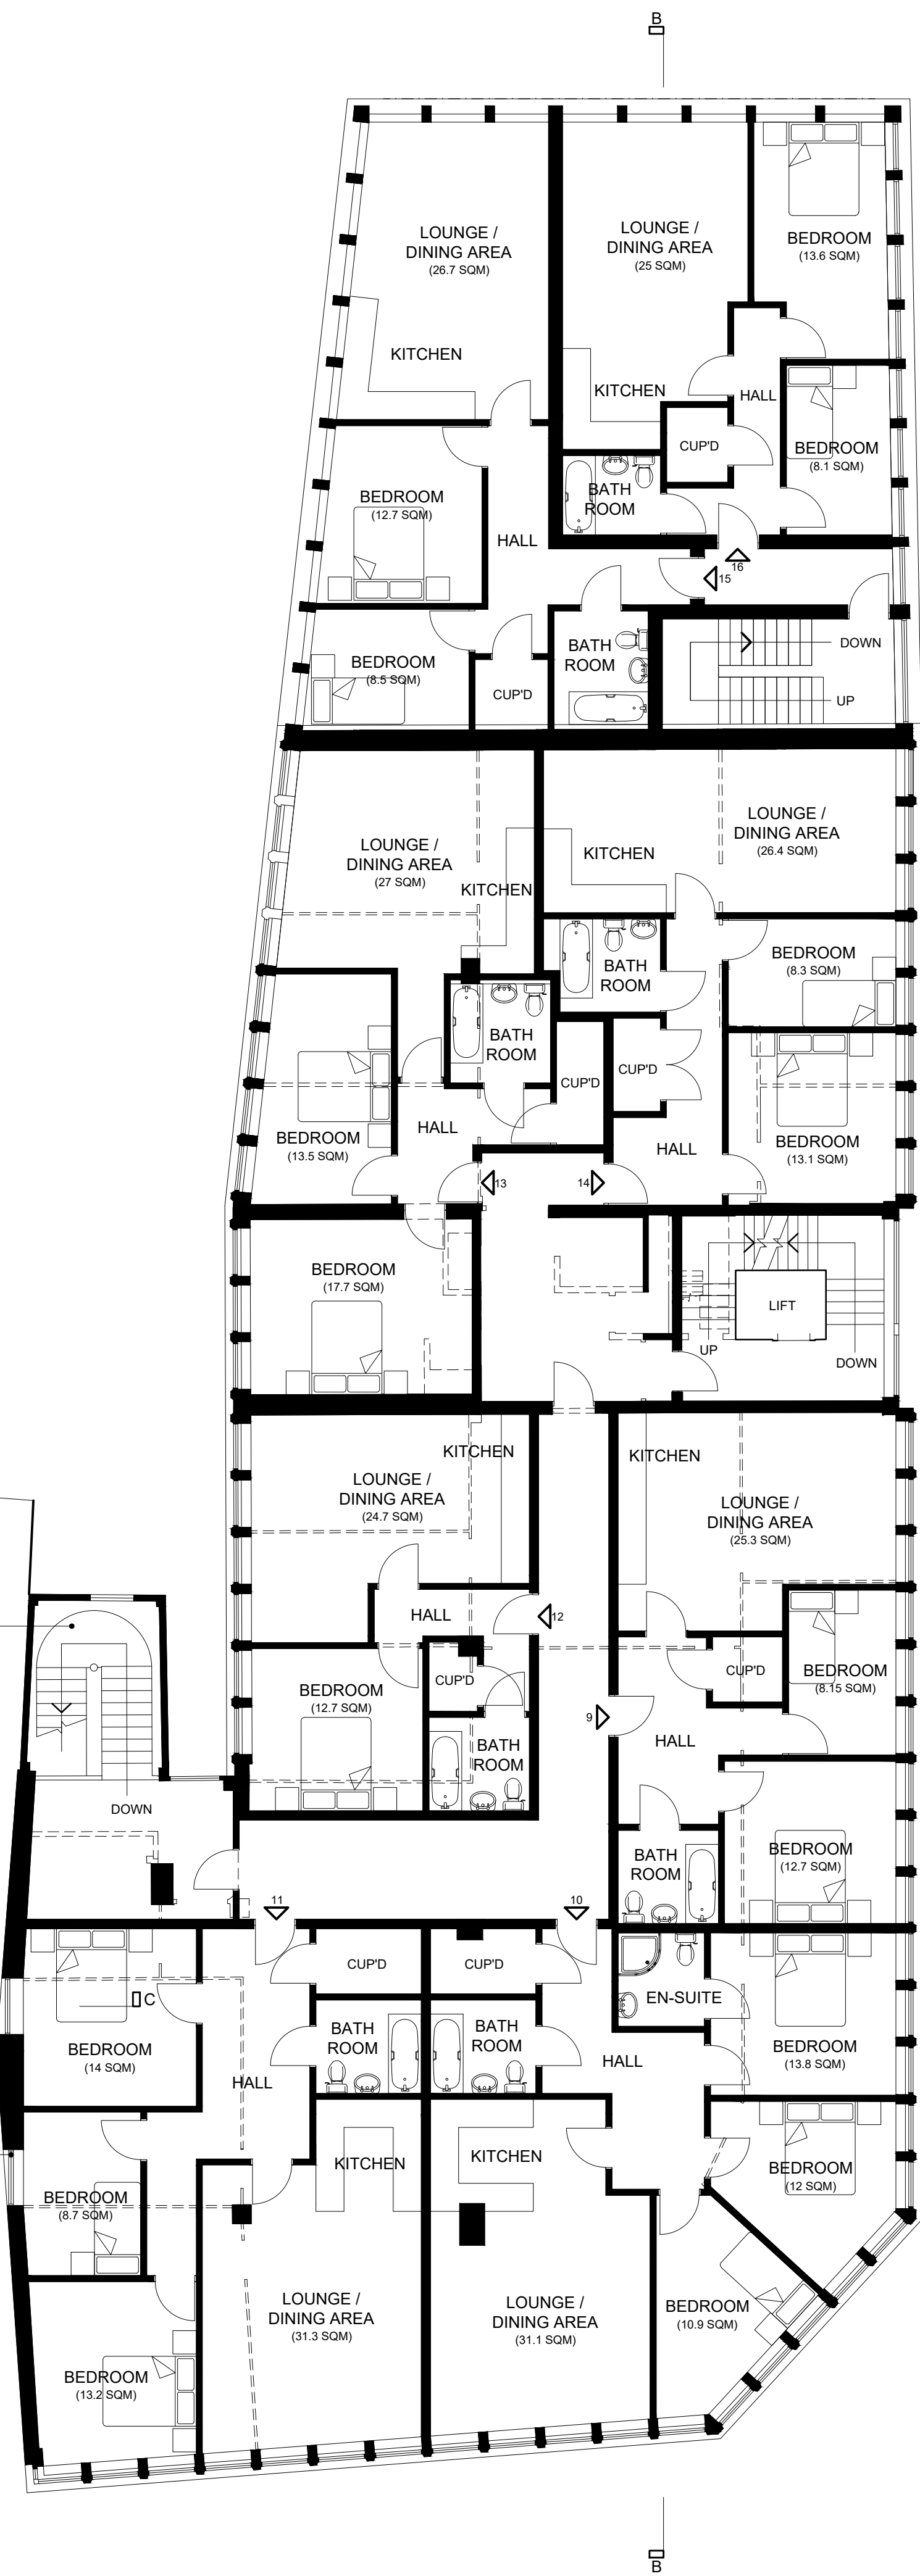 B
LOUNGE /
DINING AREA
(26.7 SQM)
KITCHEN
LOUNGE /
DINING AREA
(25 SQM)
KITCHEN
BEDROOM
(13.6 SQM)
HALL
CUP'D
BEDROOM
(8.1 SQM)
BATH
ROOM
BEDROOM
(12.7 SQM)
HALL
16
15
BEDROOM
(8.5 SQM)
CUP'D
BATH
ROOM
DOWN
UP
LOUNGE /
DINING AREA
(27 SQM)
KITCHEN
KITCHEN
LOUNGE /
DINING AREA
(26.4 SQM)
BATH
ROOM
BEDROOM
(8.3 SQM)
BATH
ROOM
CUP'D
CUP'D
HALL
BEDROOM
(13.5 SQM)
HALL
BEDROOM
(13.1 SQM)
13
14
BEDROOM
(17.7 SQM)
LIFT
UP
DOWN
KITCHEN
LOUNGE /
DINING AREA
(24.7 SQM)
KITCHEN
LOUNGE /
DINING AREA
(25.3 SQM)
HALL
12
BEDROOM
(12.7 SQM)
CUP'D
BATH
ROOM
CUP'D
BEDROOM
(8.15 SQM)
9
HALL
DOWN
BATH
ROOM
BEDROOM
(12.7 SQM)
11
10
CUP'D
CUP'D
C
BEDROOM
(14 SQM)
HALL
BATH
ROOM
BATH
ROOM
EN-SUITE
HALL
BEDROOM
(13.8 SQM)
BEDROOM
(8.7 SQM)
KITCHEN
KITCHEN
BEDROOM
(12 SQM)
LOUNGE /
DINING AREA
(31.3 SQM)
LOUNGE /
DINING AREA
(31.1 SQM)
BEDROOM
(10.9 SQM)
BEDROOM
(13.2 SQM)
B